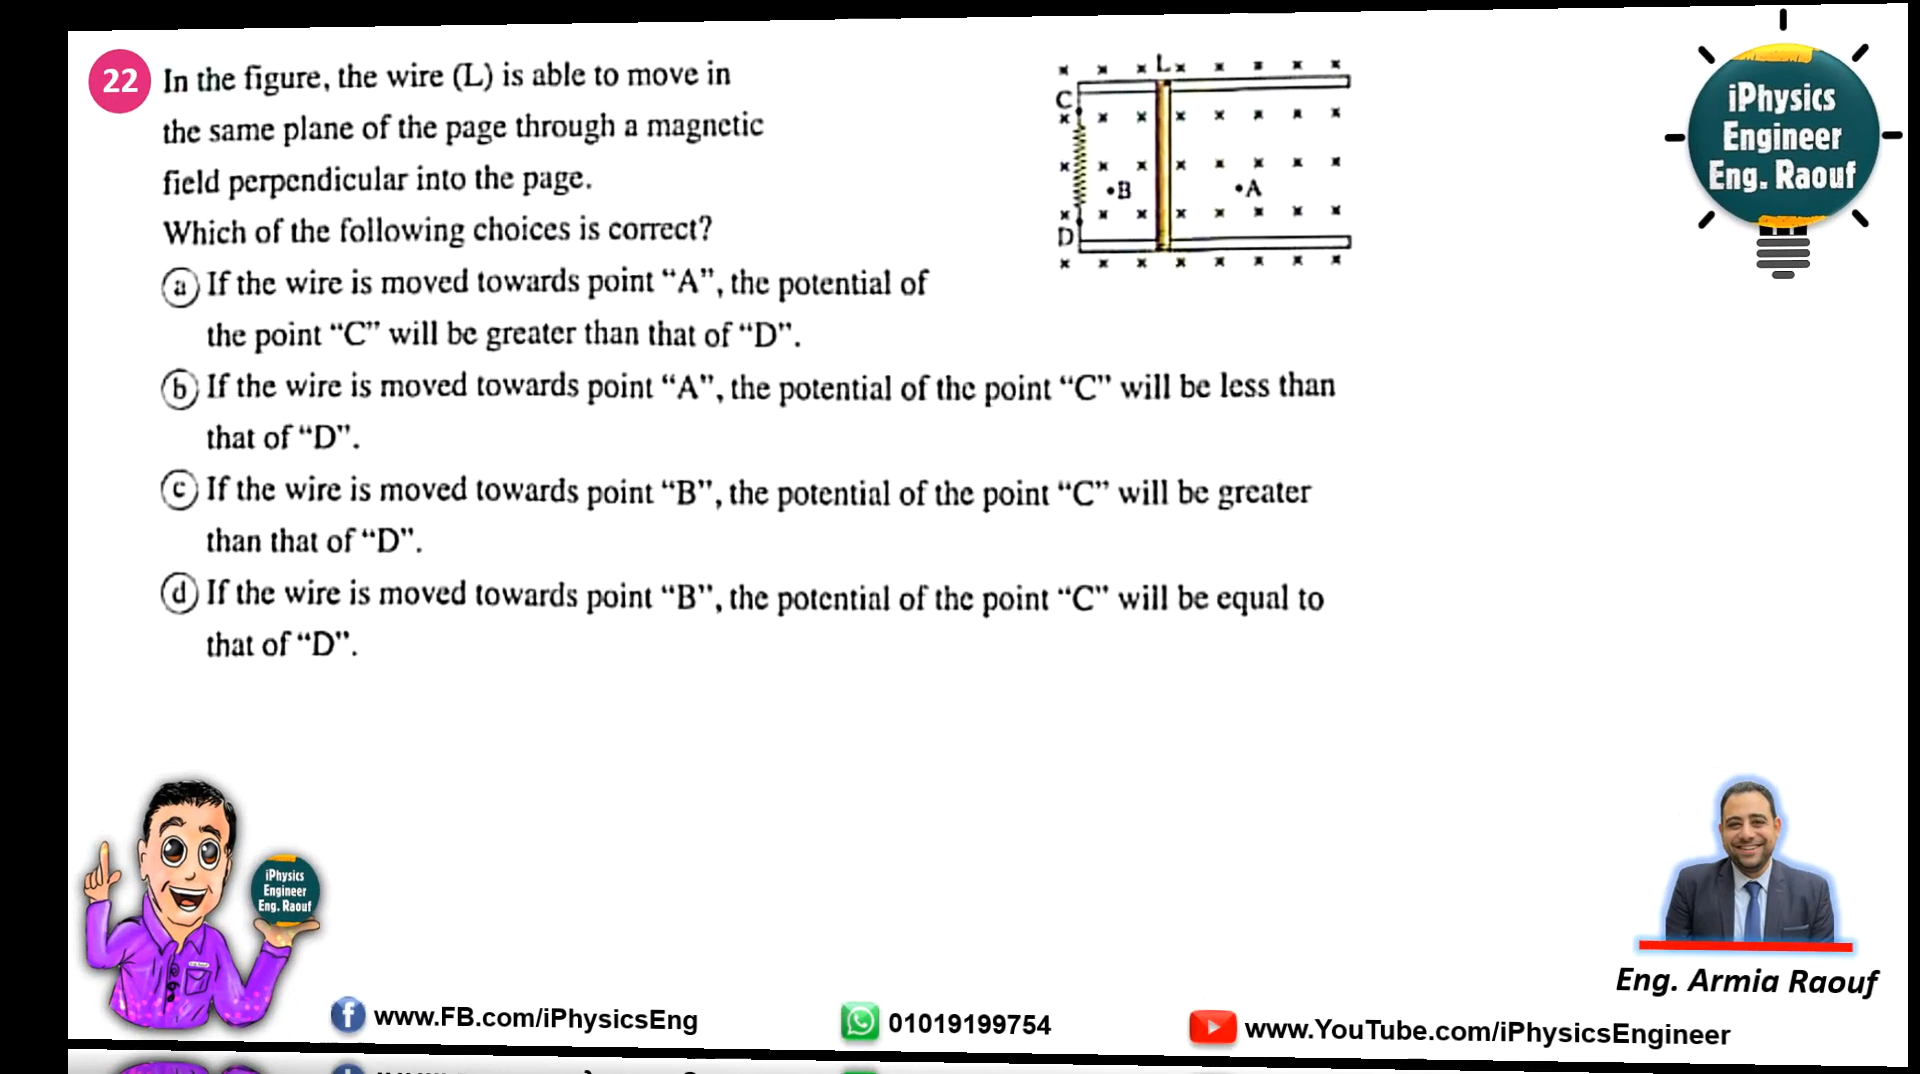 22 In the figure, the wire (L) is able to move in
the same plane of the page through a magnetic
field perpendicular into the page.
Which of the following choices is correct?
a If the wire is moved towards point “A”, the potential of
the point “C” will be greater than that of “D”.
b If the wire is moved towards point “A”, the potential of the point “C” will be less than
that of “D”.
c If the wire is moved towards point “B”, the potential of the point “C” will be greater
than that of “D”.
d If the wire is moved towards point “B”, the potential of the point “C” will be equal to
that of “D”.
L
C
•B
•A
D
iPhysics
Engineer
Eng. Raouf
iPhysics
Engineer
Eng. Raouf
Eng. Armia Raouf
www.FB.com/iPhysicsEng
01019199754
www.YouTube.com/iPhysicsEngineer